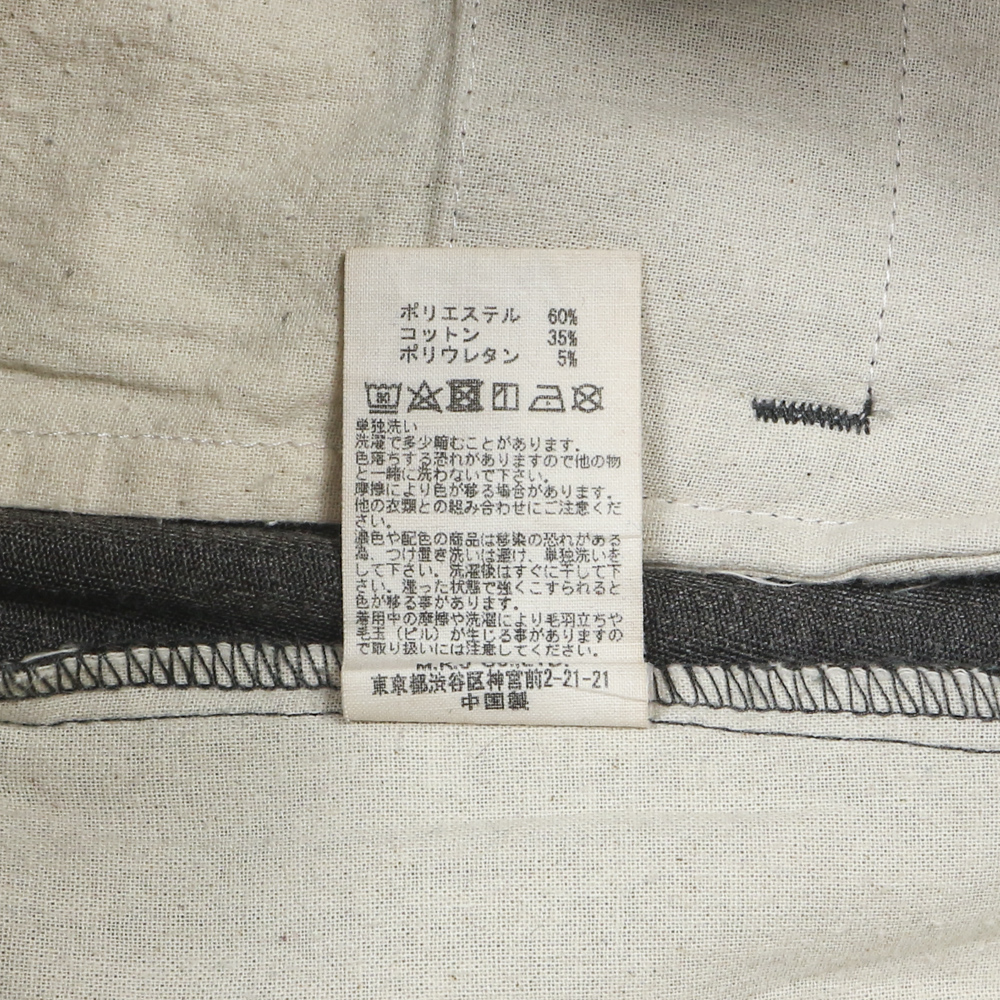 ポリエステル 60%
コットン 35%
ポリウレタン 5%
単独洗い
洗濯で多少縮むことがあります。
色落ちする恐れがありますので他の物
と一緒に洗わないで下さい。
摩擦により色が移る場合があります。
他の衣類との組み合わせにご注意くだ
さい。
濃色や配色の商品は移染の恐れがある
為、つけ置き洗いは避け、単独洗いを
して下さい。洗濯後はすぐに干して下
さい。湿った状態で強くこすられると
色が移る事があります。
着用中の摩擦や洗濯により毛羽立ちや
毛玉（ピル）が生じる事がありますの
で取り扱いには注意してください。
東京都渋谷区神宮前2-21-21
中国製